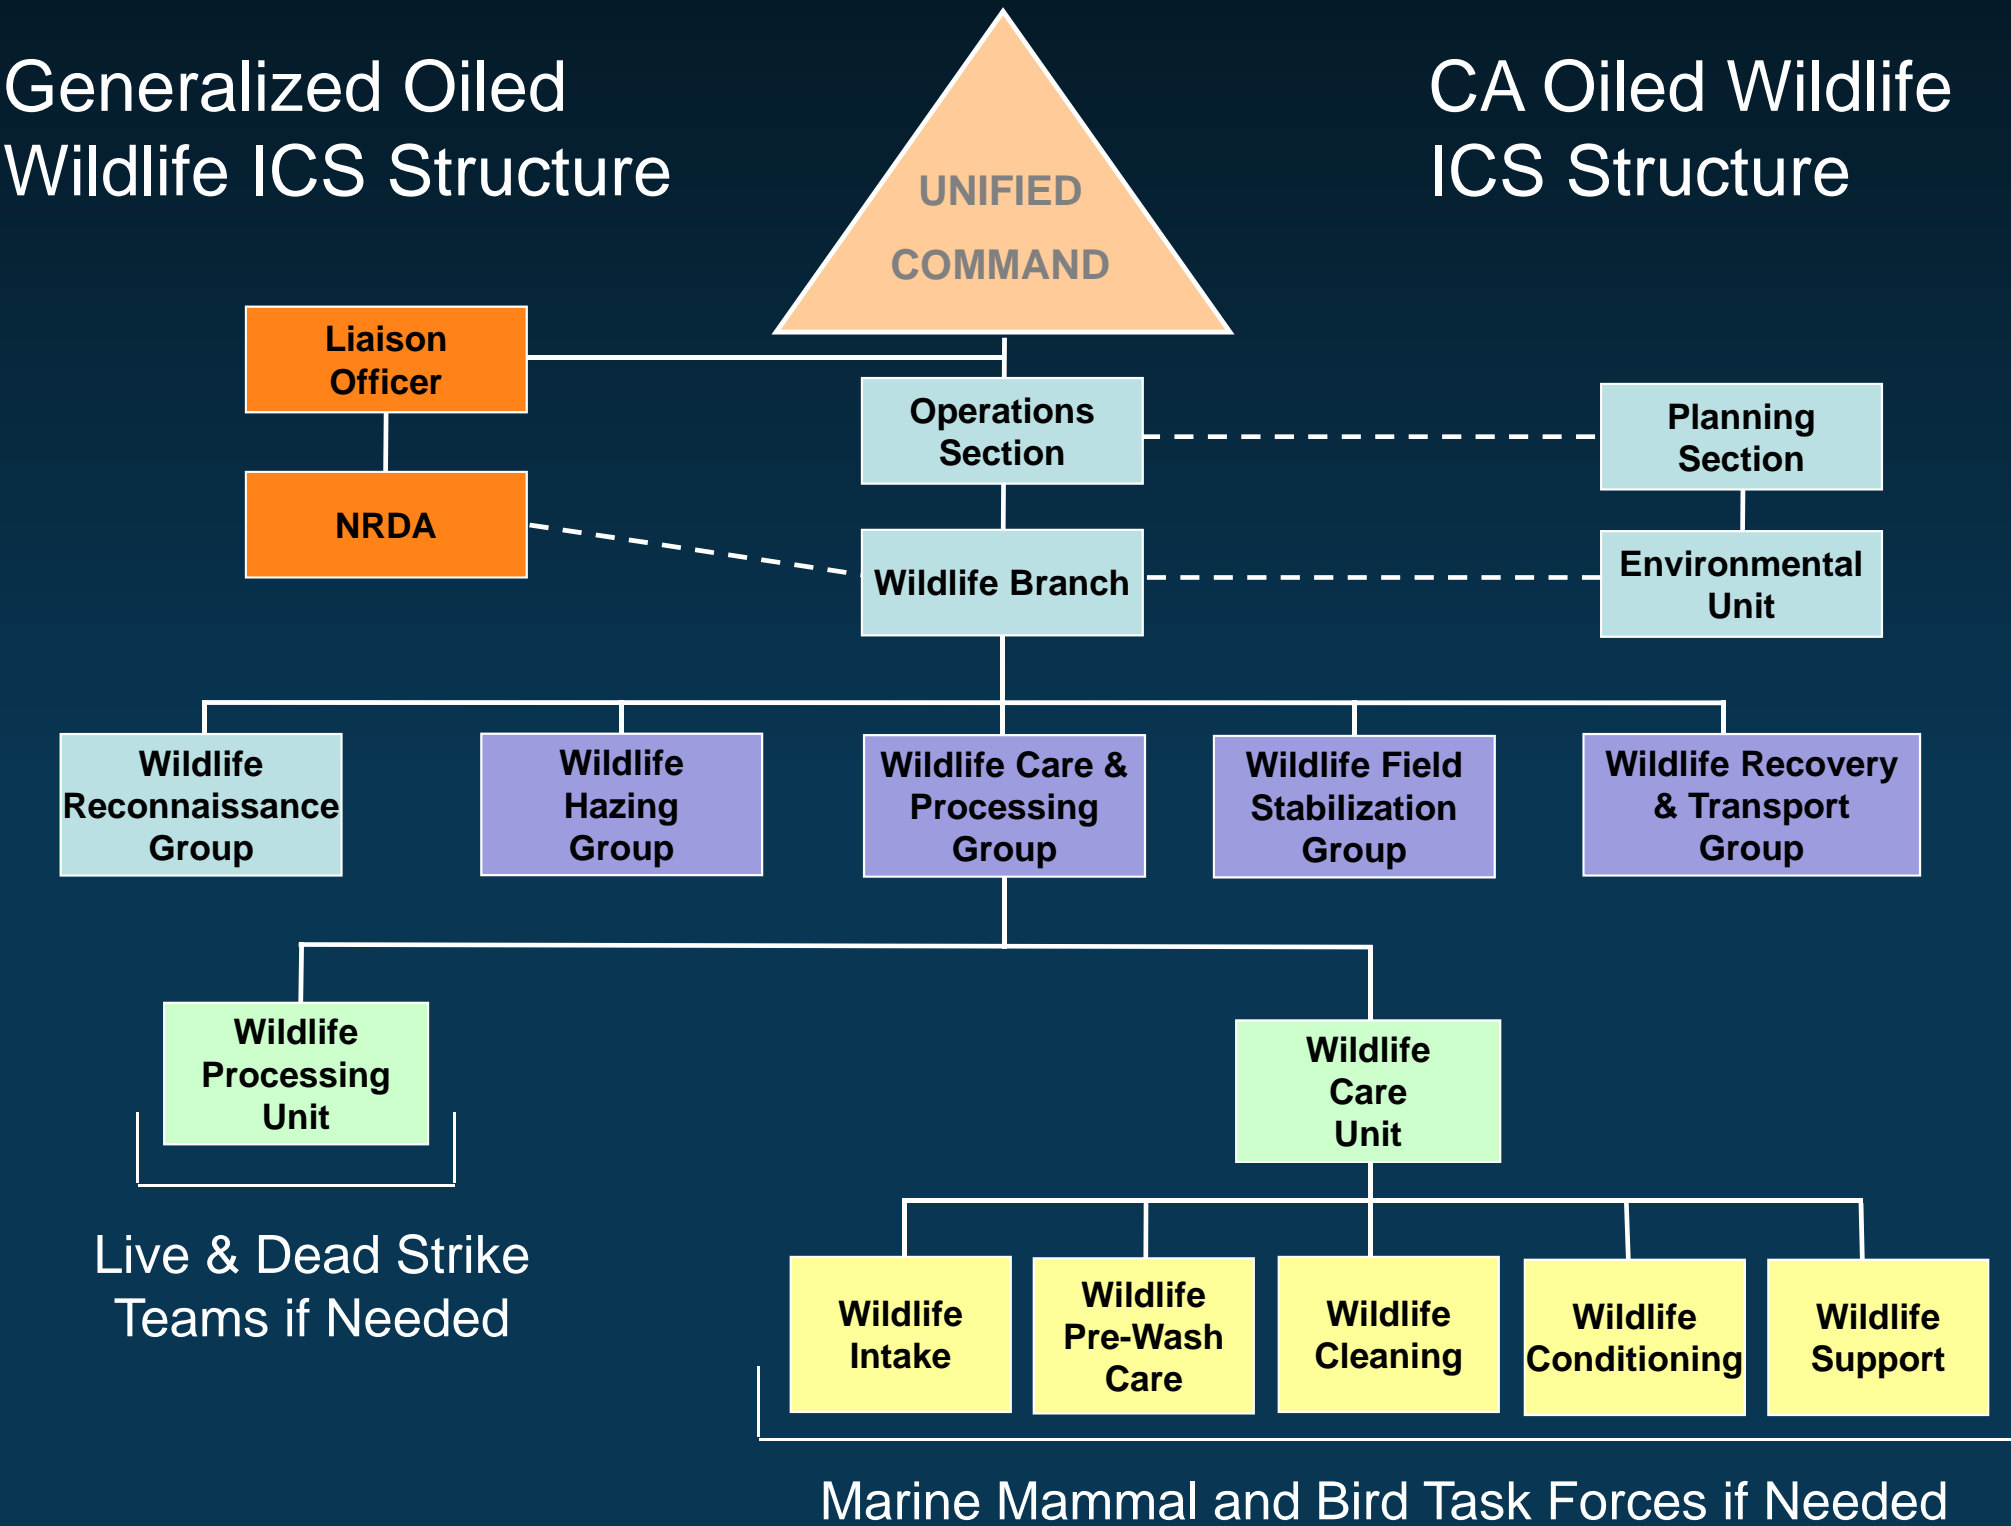 Generalized Oiled
Wildlife ICS Structure
CA Oiled Wildlife
ICS Structure
UNIFIED
COMMAND
Liaison
Officer
Operations
Section
Planning
Section
NRDA
Wildlife Branch
Environmental
Unit
Wildlife
Reconnaissance
Group
Wildlife
Hazing
Group
Wildlife Care &
Processing
Group
Wildlife Field
Stabilization
Group
Wildlife Recovery
& Transport
Group
Wildlife
Processing
Unit
Wildlife
Care
Unit
Live & Dead Strike
Teams if Needed
Wildlife
Intake
Wildlife
Pre-Wash
Care
Wildlife
Cleaning
Wildlife
Conditioning
Wildlife
Support
Marine Mammal and Bird Task Forces if Needed